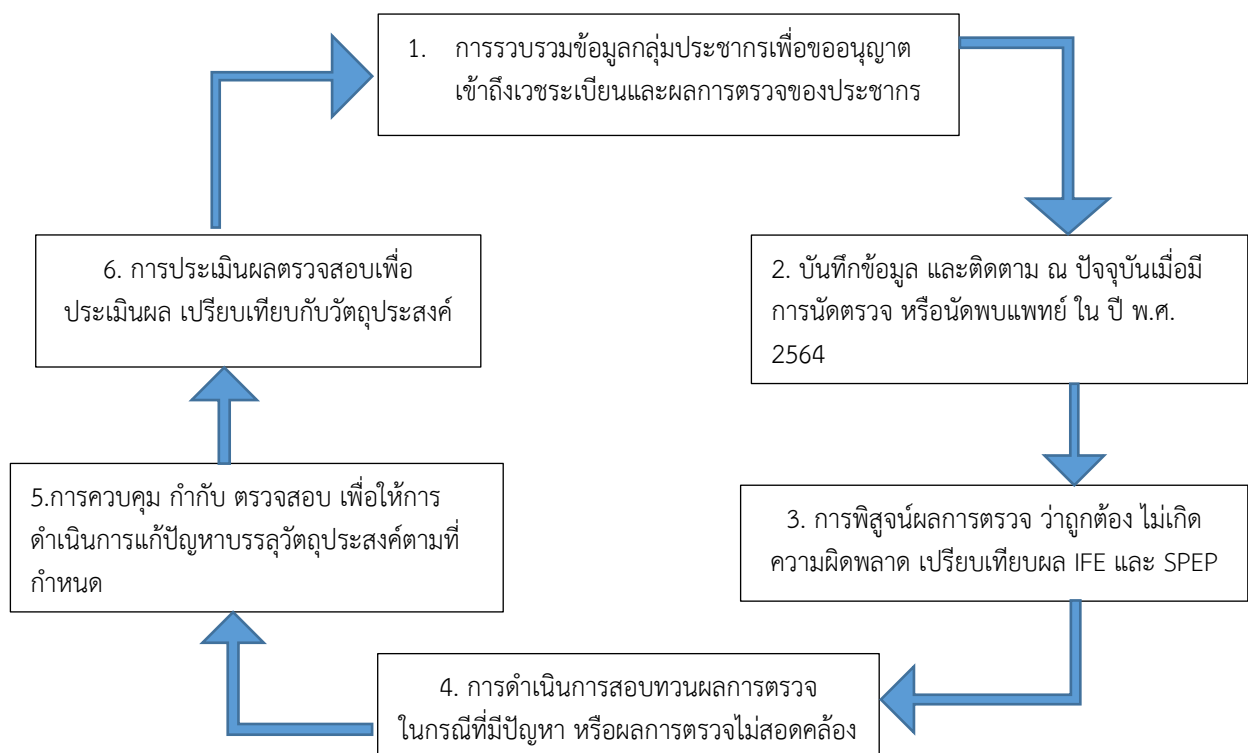 1. การรวบรวมข้อมูลกลุ่มประชากรเพื่อขออนุญาต
เข้าถึงเวชระเบียนและผลการตรวจของประชากร
2. บันทึกข้อมูล และติดตาม ณ ปัจจุบันเมื่อมี
การนัดตรวจ หรือนัดพบแพทย์ ใน ปี พ.ศ.
2564
3. การพิสูจน์ผลการตรวจ ว่าถูกต้อง ไม่เกิด
ความผิดพลาด เปรียบเทียบผล IFE และ SPEP
4. การดำเนินการสอบทวนผลการตรวจ
ในกรณีที่มีปัญหา หรือผลการตรวจไม่สอดคล้อง
5.การควบคุม กำกับ ตรวจสอบ เพื่อให้การ
ดำเนินการแก้ปัญหาบรรลุวัตถุประสงค์ตามที่
กำหนด
6. การประเมินผลตรวจสอบเพื่อ
ประเมินผล เปรียบเทียบกับวัตถุประสงค์